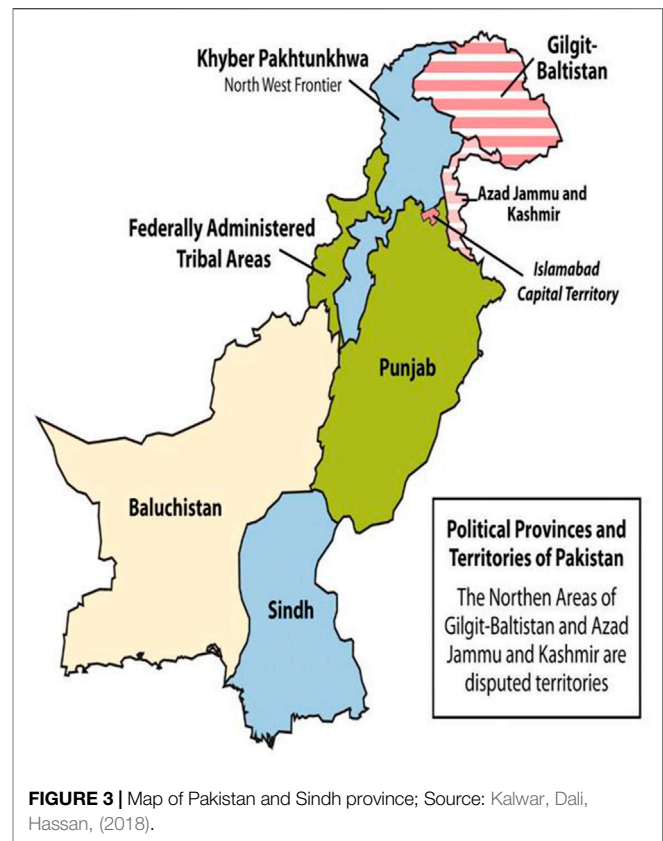 Khyber Pakhtunkhwa
North West Frontier
Gilgit-
Baltistan
Azad Jammu and
Kashmir
Federally Administered
Tribal Areas
Islamabad
Capital Territory
Punjab
Baluchistan
Sindh
Political Provinces and
Territories of Pakistan
The Northen Areas of
Gilgit-Baltistan and Azad
Jammu and Kashmir are
disputed territories
FIGURE 3 | Map of Pakistan and Sindh province; Source: Kalwar, Dali,
Hassan, (2018).